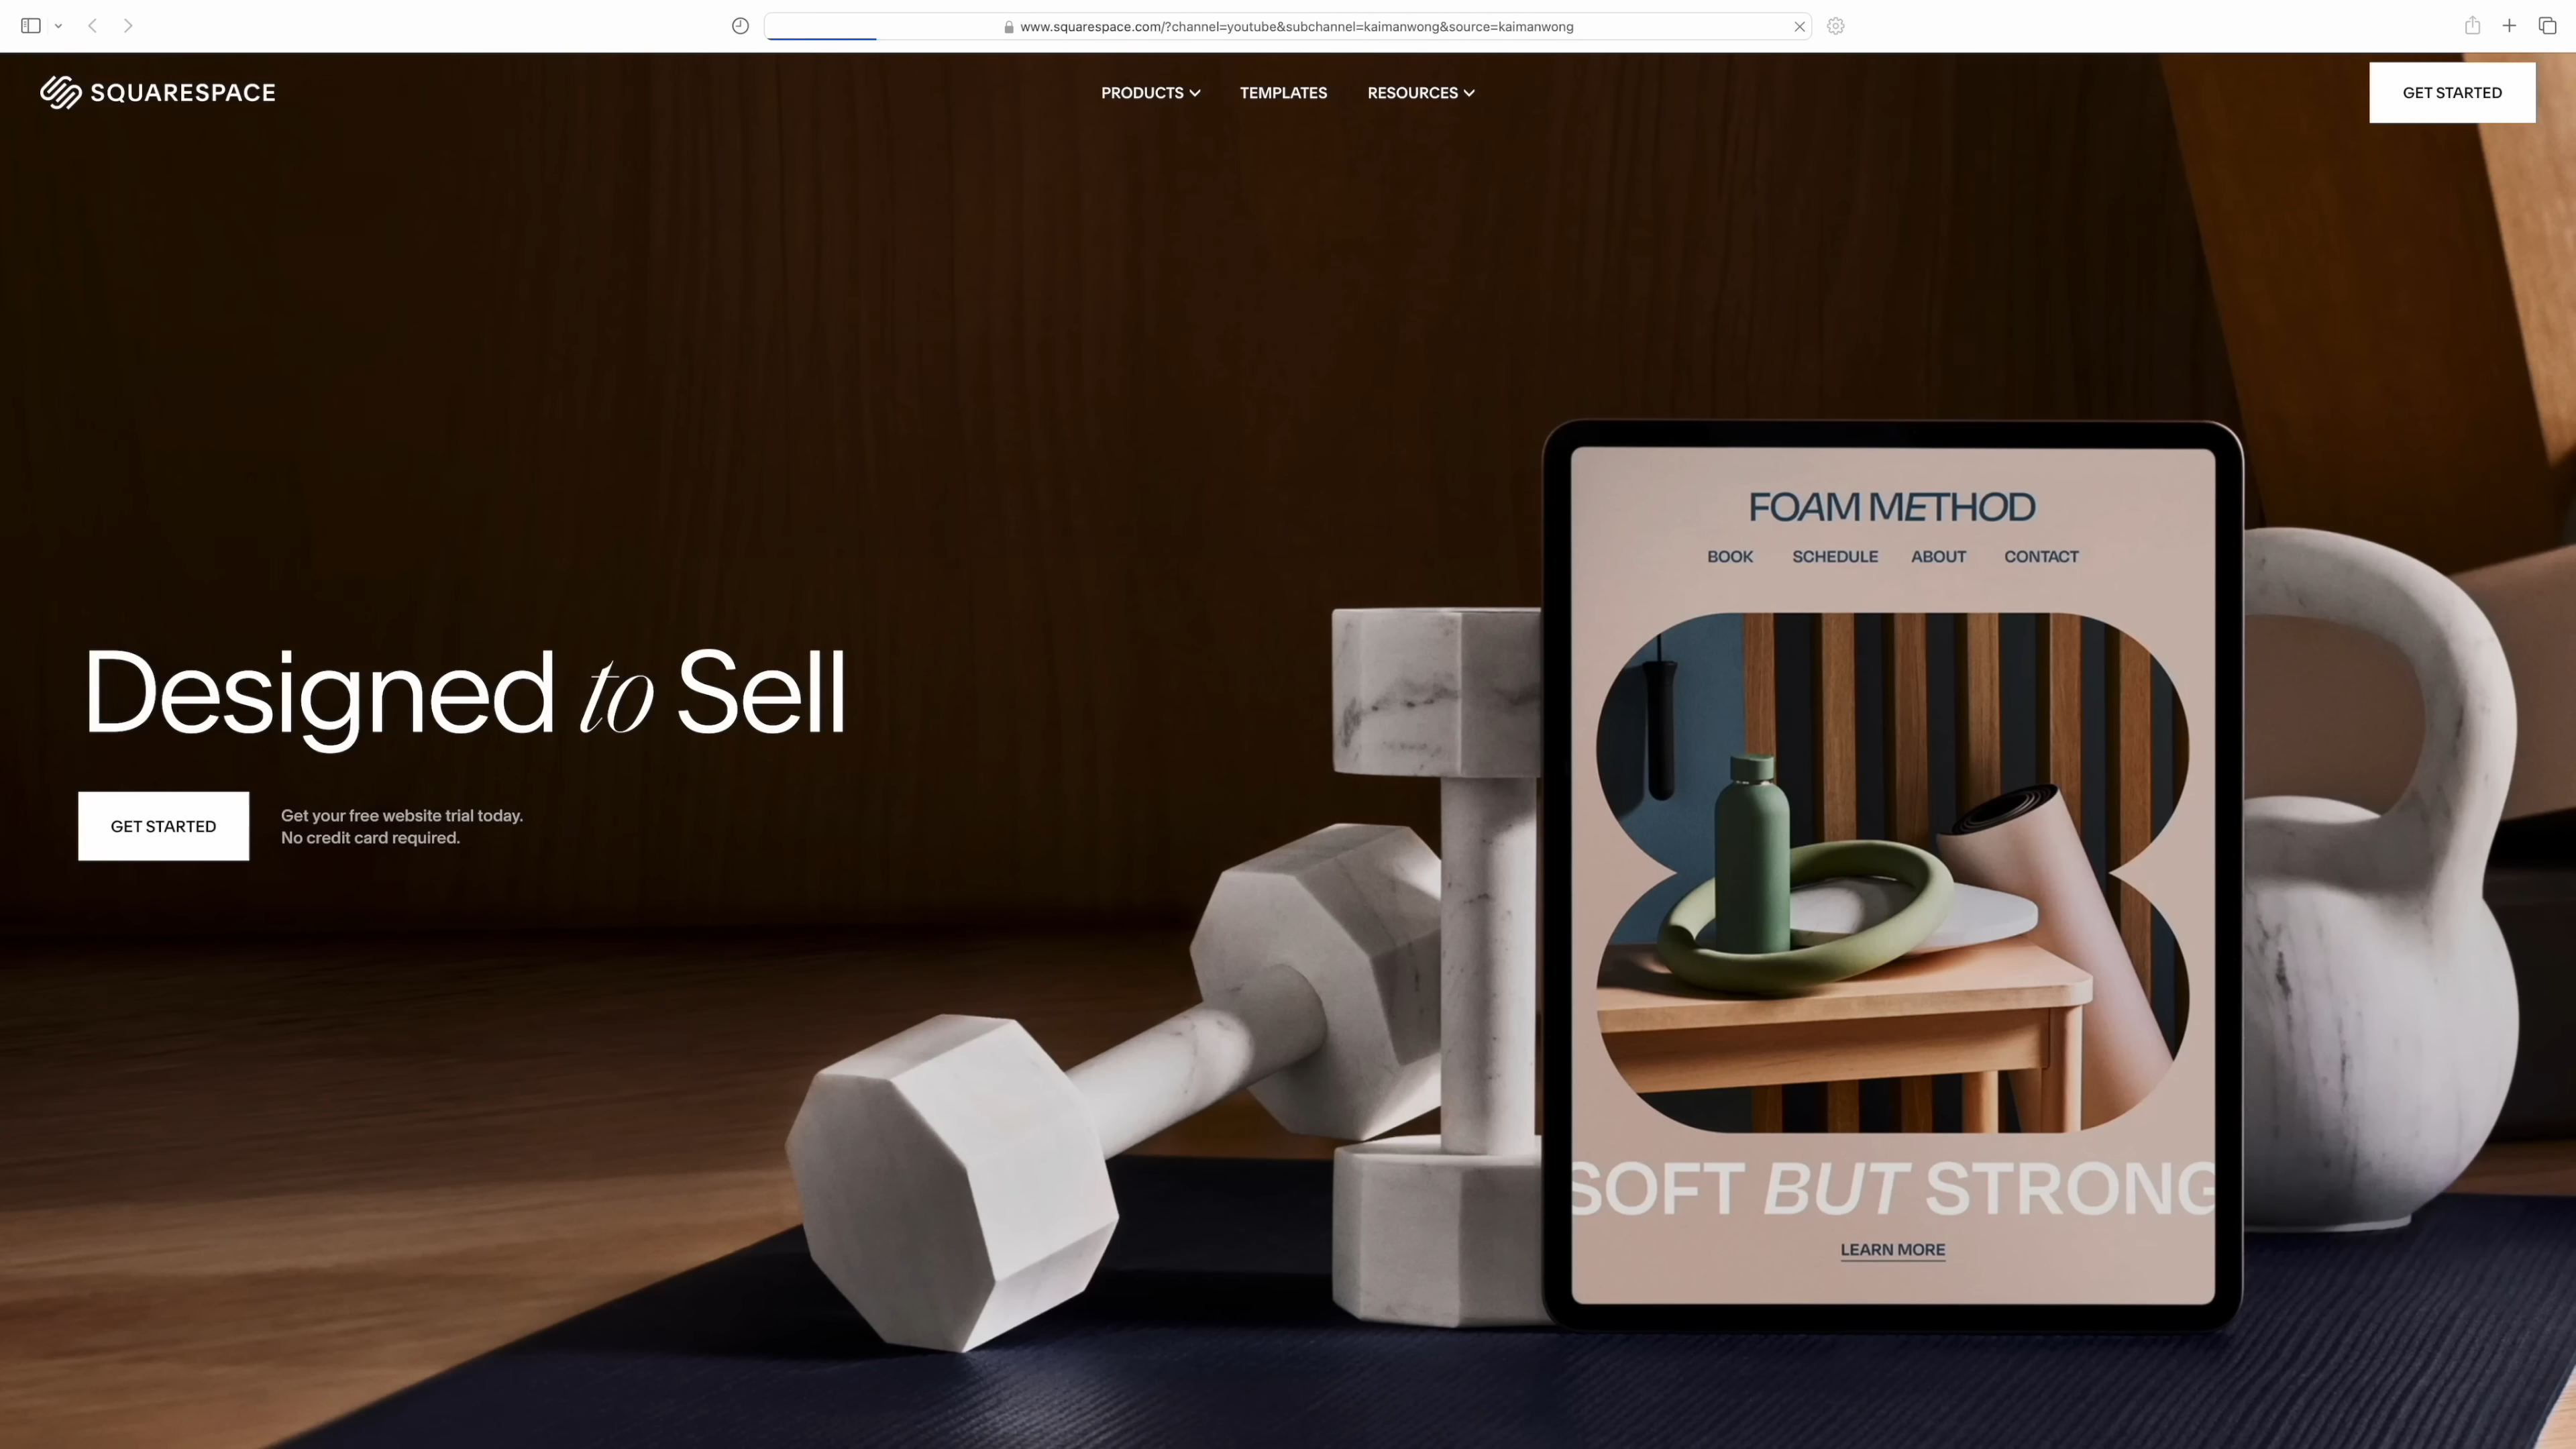 www.squarespace.com/?channel=youtube&subchannel=kaimanwong&source=kaimanwong
SQUARESPACE
PRODUCTS
TEMPLATES
RESOURCES
GET STARTED
Designed to Sell
GET STARTED
Get your free website trial today.
No credit card required.
FOAM METHOD
BOOK SCHEDULE ABOUT CONTACT
SOFT BUT STRONG
LEARN MORE